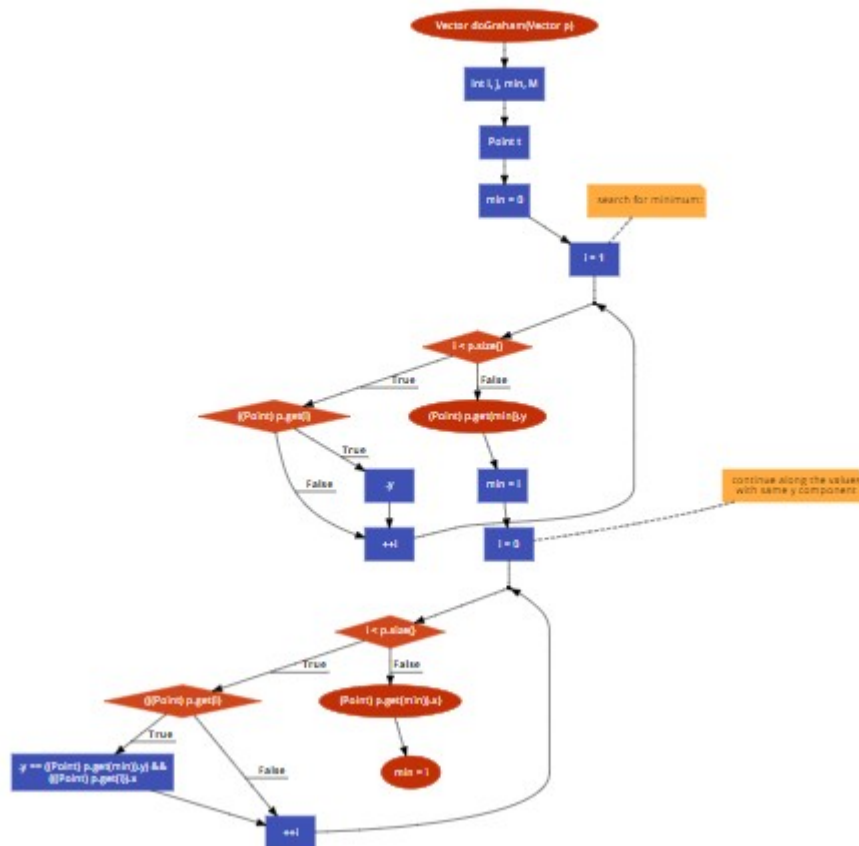 Vector doGraham(Vector p)
int i, j, min, M
Point t
min = 0
search for minimum:
i = 1
i < p.size()
True
False
((Point) p.get(i)
(Point) p.get(min)).y
True
False
.y
min = i
continue along the values
with same y component
++i
i = 0
i < p.size()
True
False
(((Point) p.get(i)
(Point) p.get(min)).x)
True
.y == ((Point) p.get(min)).y) &&
(((Point) p.get(i)).x
False
min = i
++i